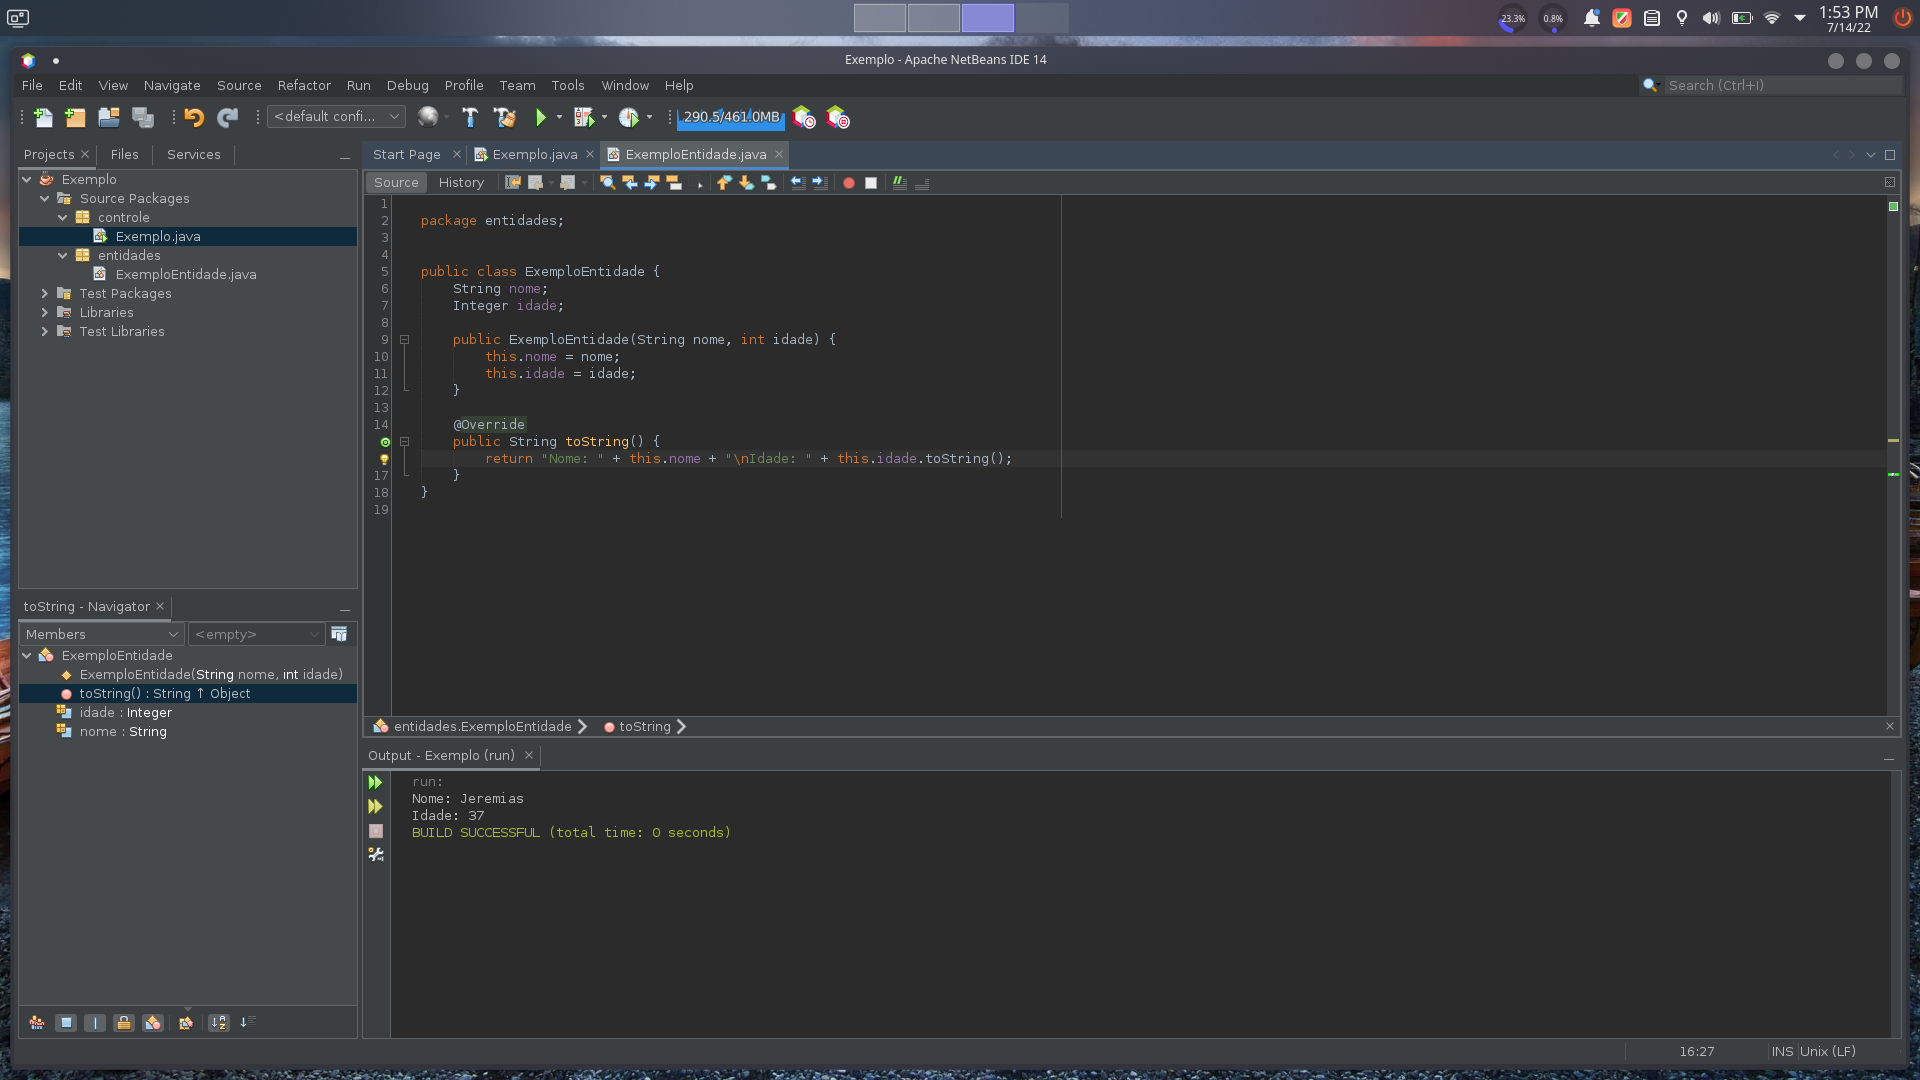 23.3%
0.8%
1:53 PM
7/14/22
Exemplo - Apache NetBeans IDE 14
File Edit View Navigate Source Refactor Run Debug Profile Team Tools Window Help
Search (Ctrl+I)
<default confi...
290.5/461.0MB
Projects Files Services
Exemplo
Source Packages
controle
Exemplo.java
entidades
ExemploEntidade.java
Test Packages
Libraries
Test Libraries
Start Page Exemplo.java ExemploEntidade.java
Source History
1
2 package entidades;
3
4
5 public class ExemploEntidade {
6 String nome;
7 Integer idade;
8
9 public ExemploEntidade(String nome, int idade) {
10 this.nome = nome;
11 this.idade = idade;
12 }
13
14 @Override
public String toString() {
return "Nome: " + this.nome + "\nIdade: " + this.idade.toString();
17 }
18 }
19
entidades.ExemploEntidade toString
toString - Navigator
Members <empty>
ExemploEntidade
ExemploEntidade(String nome, int idade)
toString() : String ↑ Object
idade : Integer
nome : String
Output - Exemplo (run)
run:
Nome: Jeremias
Idade: 37
BUILD SUCCESSFUL (total time: 0 seconds)
16:27 INS Unix (LF)